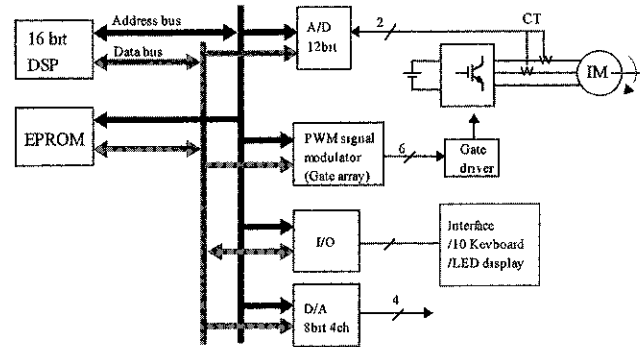 Address bus
16 bit
DSP
Data bus
A/D
12bit
2
CT
IM
EPROM
PWM signal
modulator
(Gate array)
6
Gate
driver
I/O
Interface
/10 Keyboard
/LED display
D/A
8bit 4ch
4